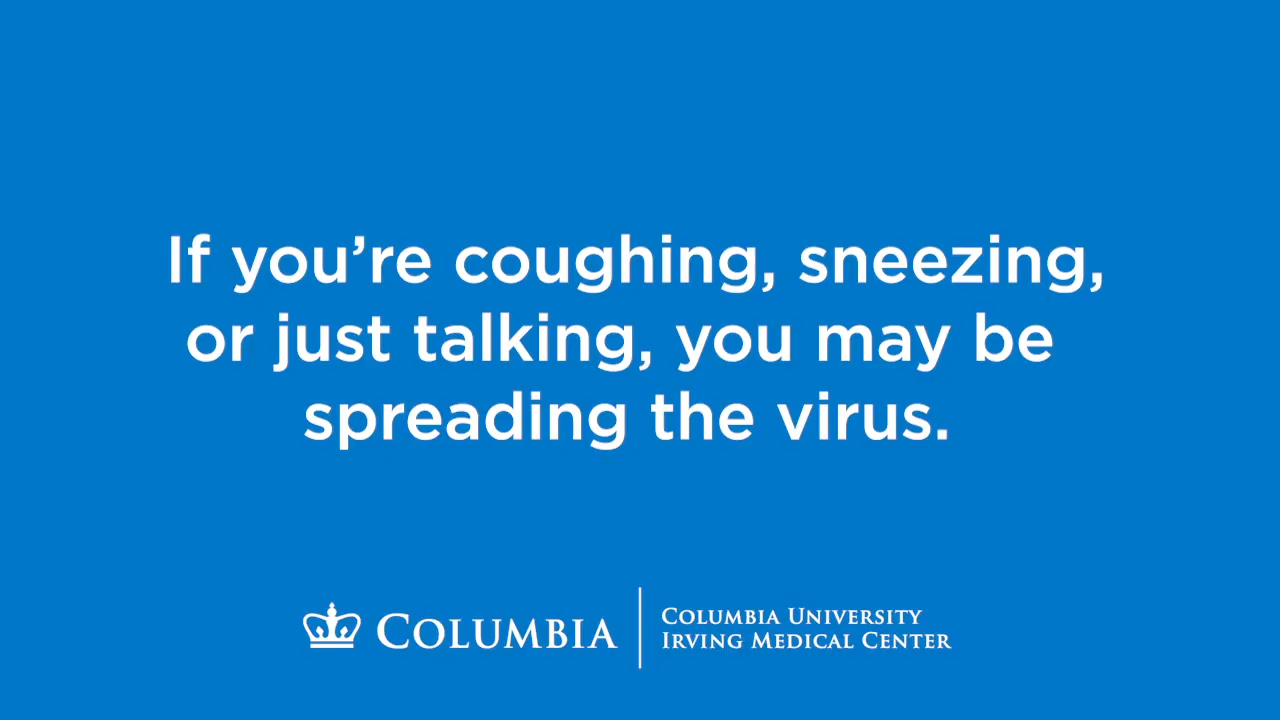 If you’re coughing, sneezing,
or just talking, you may be
spreading the virus.
COLUMBIA
COLUMBIA UNIVERSITY
IRVING MEDICAL CENTER